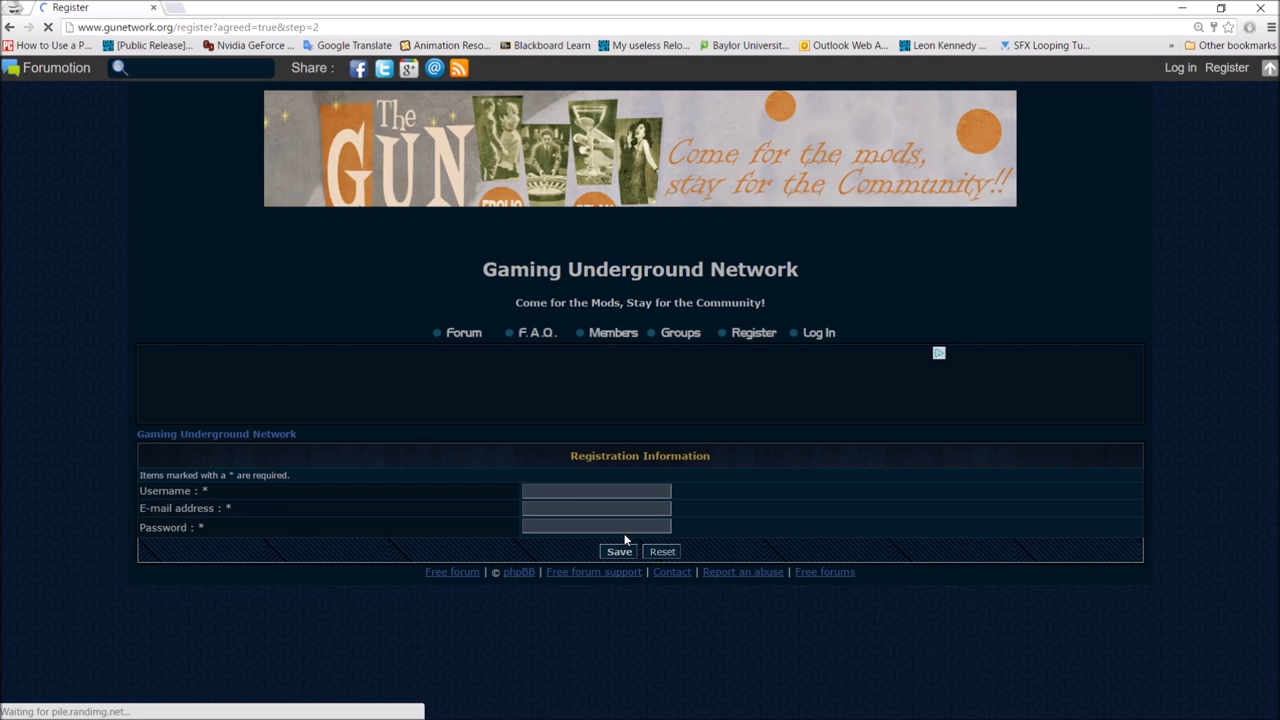 Register
www.gunetwork.org/register?agreed=true&step=2
How to Use a P... [Public Release]... Nvidia GeForce ... Google Translate Animation Reso... Blackboard Learn My useless Relo... Baylor Universit... Outlook Web A... Leon Kennedy ... SFX Looping Tu... » Other bookmarks
Forumotion Share : Log in Register
The
GUN
Come for the mods,
stay for the Community!!
Gaming Underground Network
Come for the Mods, Stay for the Community!
Forum F.A.Q. Members Groups Register Log In
Gaming Underground Network
Registration Information
Items marked with a * are required.
Username : *
E-mail address : *
Password : *
Save Reset
Free forum | © phpBB | Free forum support | Contact | Report an abuse | Free forums
Waiting for pile.randimg.net...